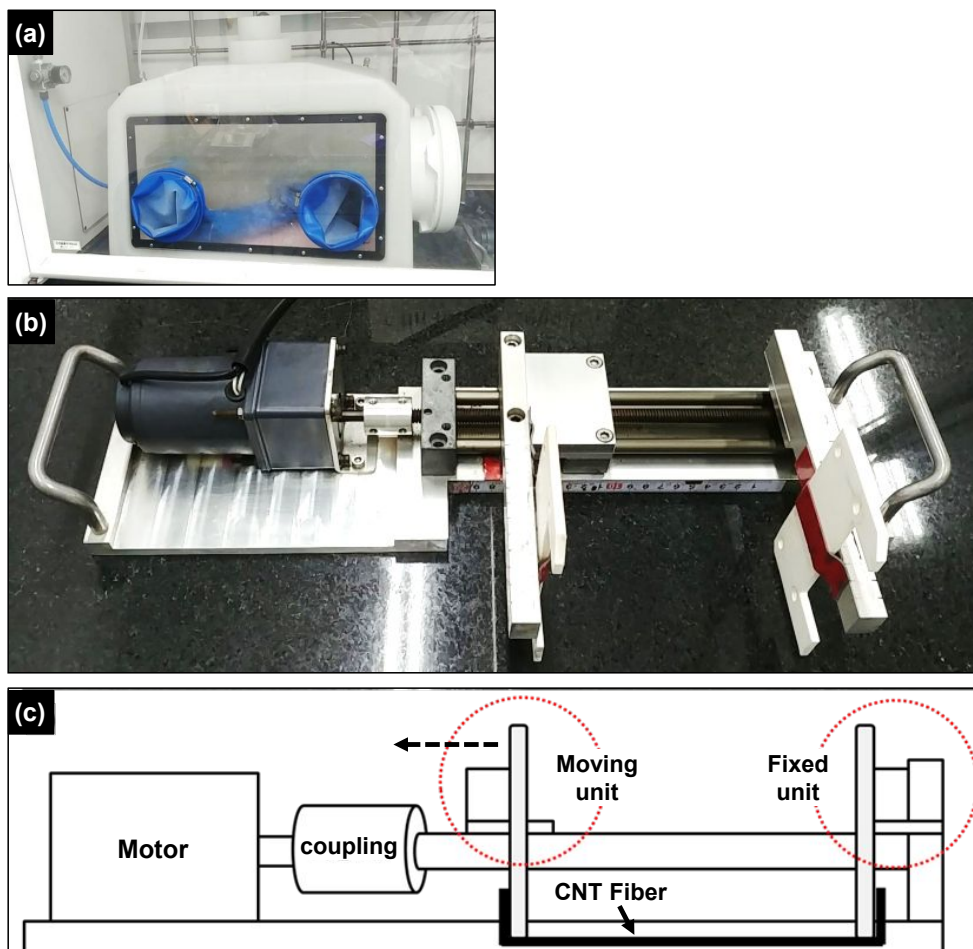 (a)
(b)
(c)
Moving
unit
Fixed
unit
Motor
coupling
CNT Fiber